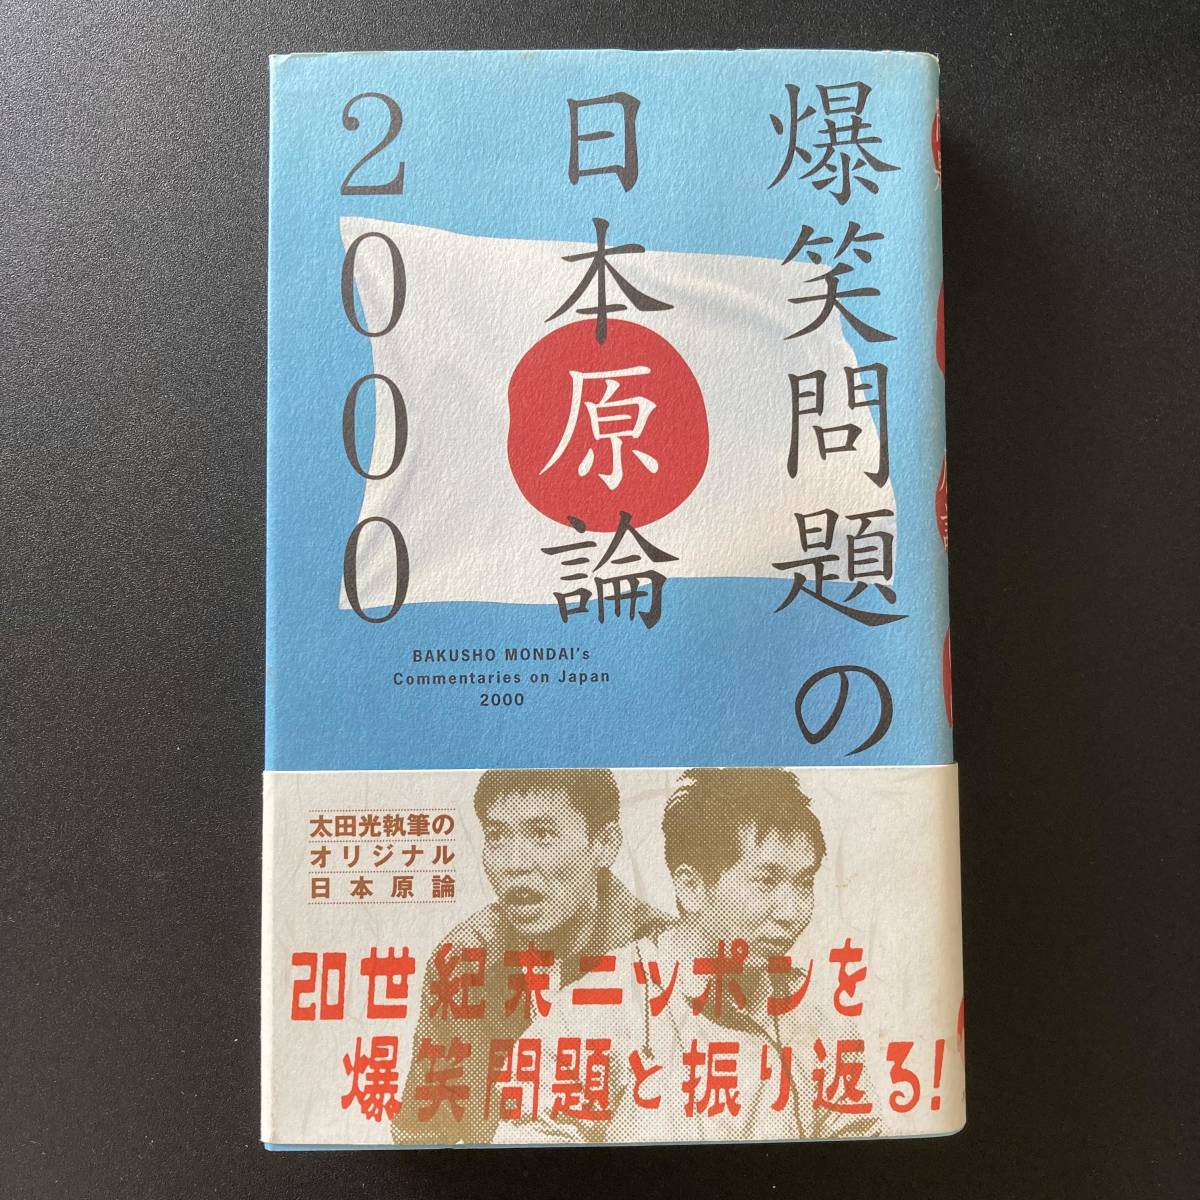 爆笑問題の
日本原論
2000
BAKUSHO MONDAI's
Commentaries on Japan
2000
太田光執筆の
オリジナル
日本原論
20世紀末ニッポンを
爆笑問題と振り返る!